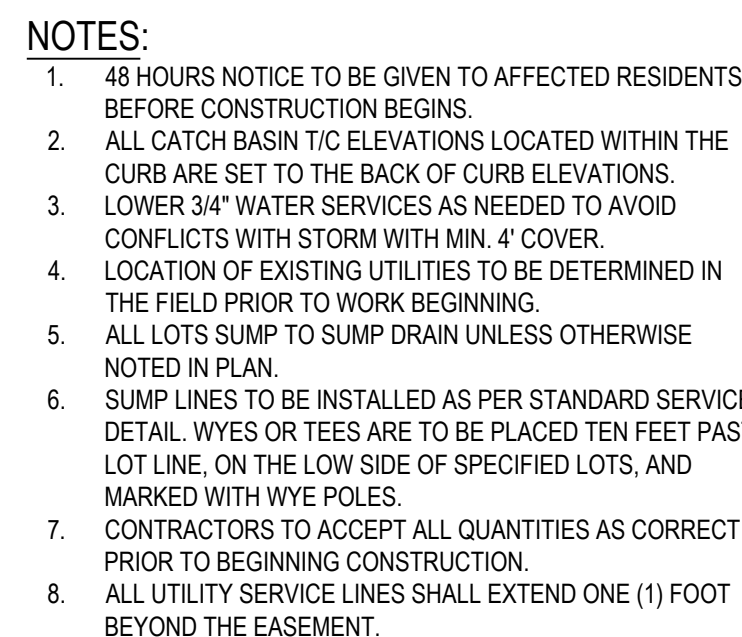 NOTES:
1. 48 HOURS NOTICE TO BE GIVEN TO AFFECTED RESIDENTS
BEFORE CONSTRUCTION BEGINS.
2. ALL CATCH BASIN T/C ELEVATIONS LOCATED WITHIN THE
CURB ARE SET TO THE BACK OF CURB ELEVATIONS.
3. LOWER 3/4" WATER SERVICES AS NEEDED TO AVOID
CONFLICTS WITH STORM WITH MIN. 4' COVER.
4. LOCATION OF EXISTING UTILITIES TO BE DETERMINED IN
THE FIELD PRIOR TO WORK BEGINNING.
5. ALL LOTS SUMP TO SUMP DRAIN UNLESS OTHERWISE
NOTED IN PLAN.
6. SUMP LINES TO BE INSTALLED AS PER STANDARD SERVICE
DETAIL. WYES OR TEES ARE TO BE PLACED TEN FEET PAST
LOT LINE, ON THE LOW SIDE OF SPECIFIED LOTS, AND
MARKED WITH WYE POLES.
7. CONTRACTORS TO ACCEPT ALL QUANTITIES AS CORRECT
PRIOR TO BEGINNING CONSTRUCTION.
8. ALL UTILITY SERVICE LINES SHALL EXTEND ONE (1) FOOT
BEYOND THE EASEMENT.